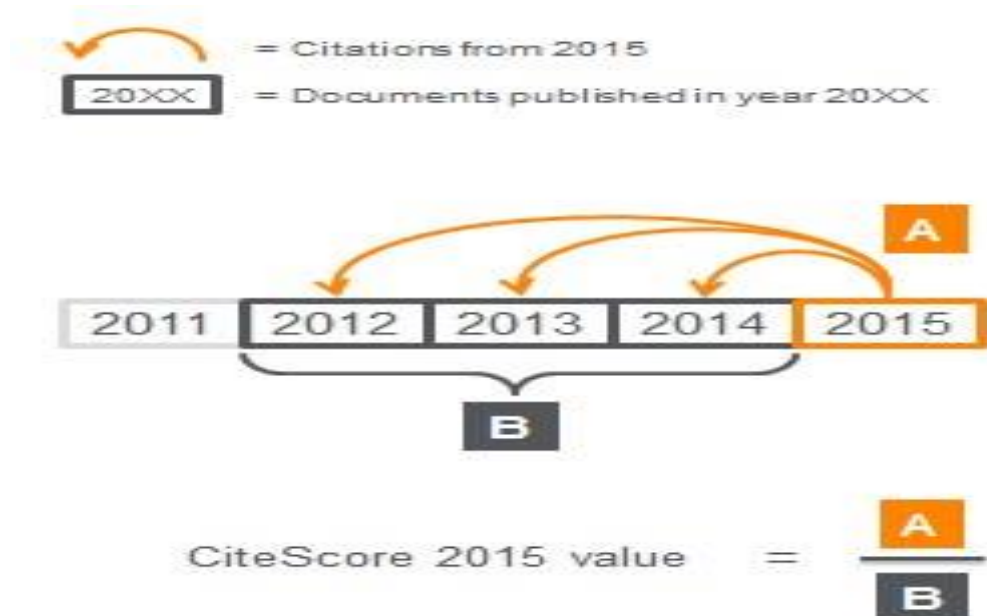 = Citations from 2015
20XX = Documents published in year 20XX
A
2011 2012 2013 2014 2015
B
A
CiteScore 2015 value =
B